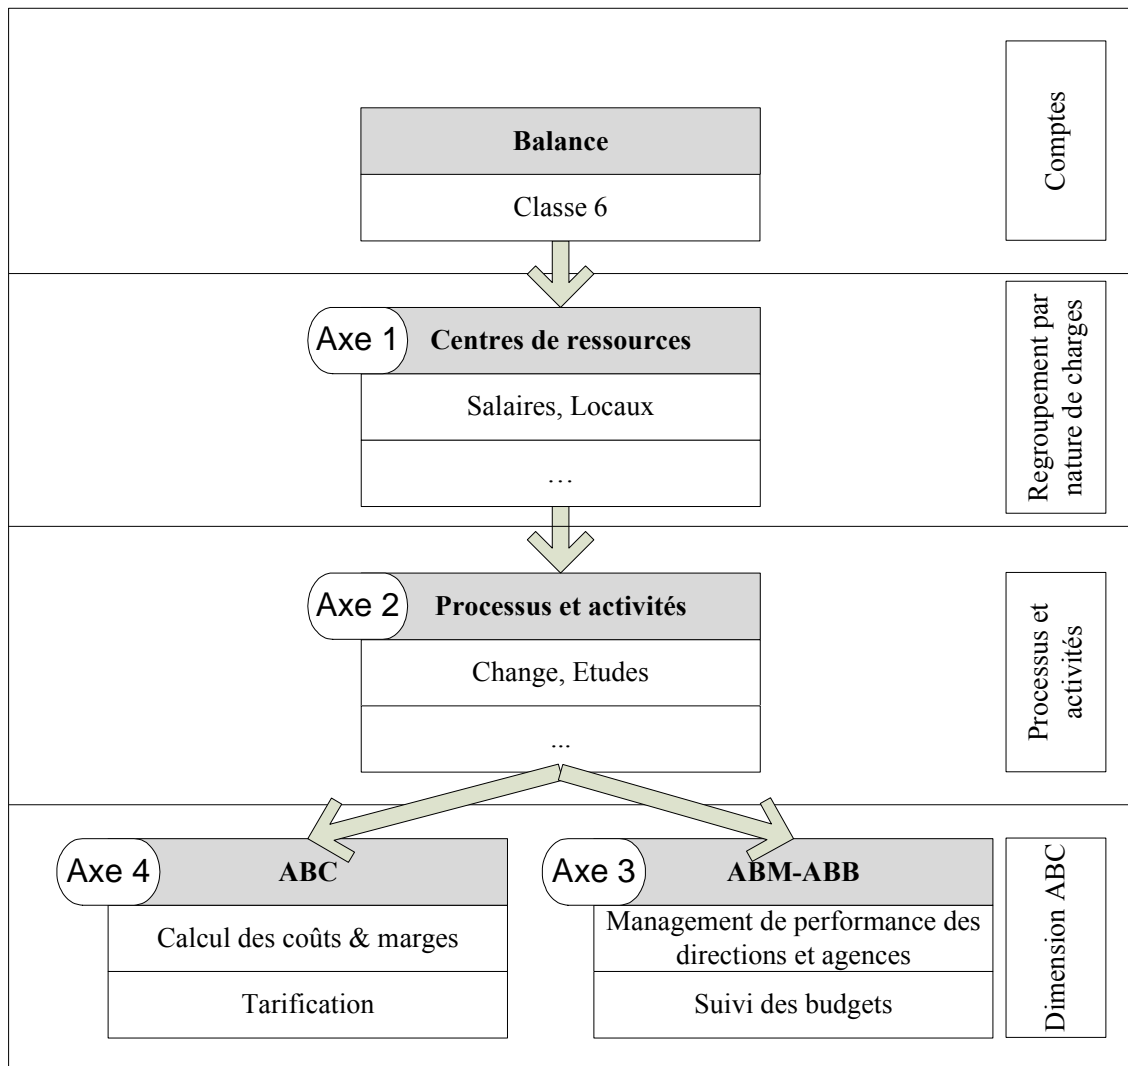 Balance
Classe 6
Comptes
Axe 1
Centres de ressources
Salaires, Locaux
…
Regroupement par
nature de charges
Axe 2
Processus et activités
Change, Etudes
...
Processus et
activités
Axe 4
ABC
Calcul des coûts & marges
Tarification
Axe 3
ABM-ABB
Management de performance des
directions et agences
Suivi des budgets
Dimension ABC